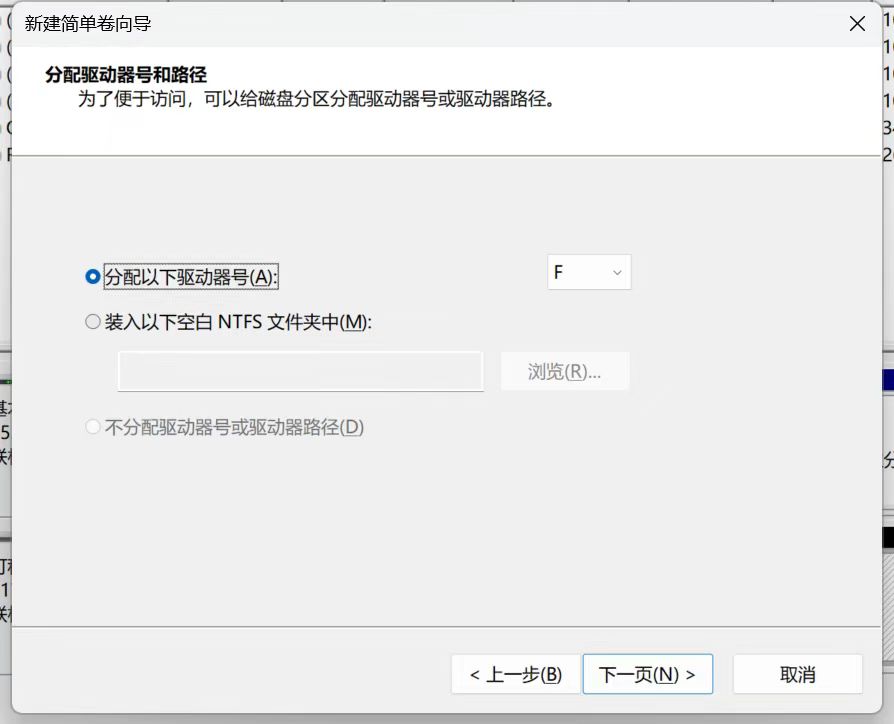 新建简单卷向导
分配驱动器号和路径
为了便于访问，可以给磁盘分区分配驱动器号或驱动器路径。
分配以下驱动器号(A):
F
装入以下空白 NTFS 文件夹中(M):
浏览(R)...
不分配驱动器号或驱动器路径(D)
< 上一步(B)
下一页(N) >
取消